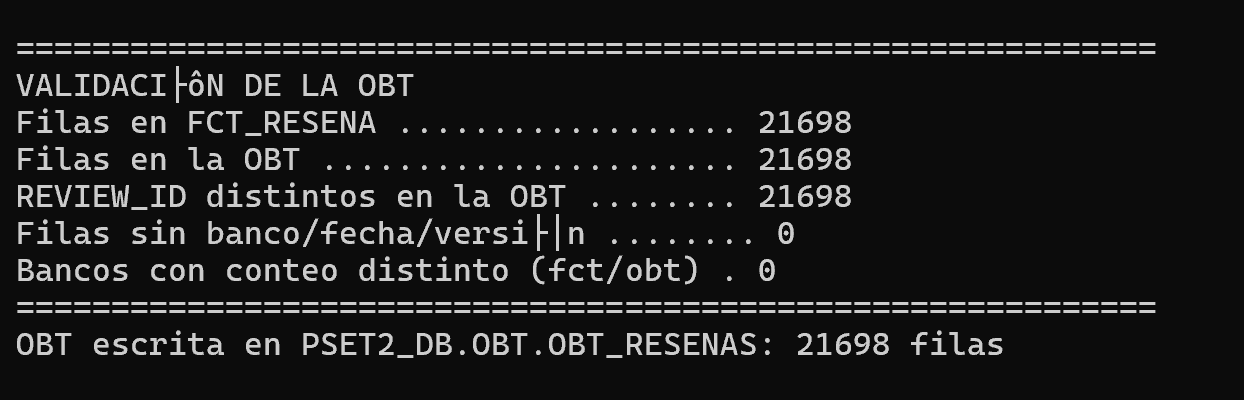 ============================================================
VALIDACI├ôN DE LA OBT
Filas en FCT_RESENA .................. 21698
Filas en la OBT ...................... 21698
REVIEW_ID distintos en la OBT ........ 21698
Filas sin banco/fecha/versi├│n ........ 0
Bancos con conteo distinto (fct/obt) . 0
============================================================
OBT escrita en PSET2_DB.OBT.OBT_RESENAS: 21698 filas